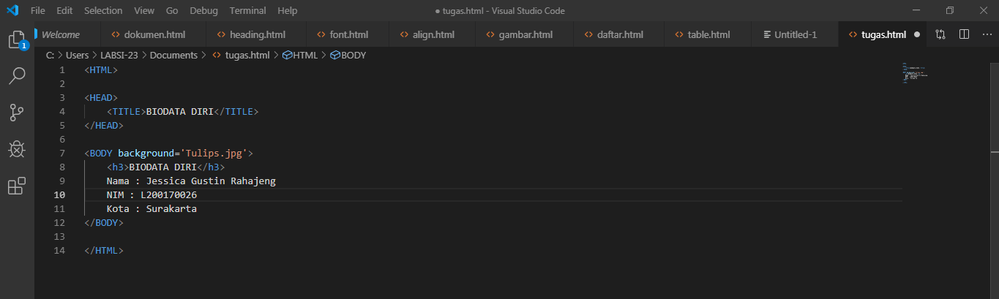 File Edit Selection View Go Debug Terminal Help ● tugas.html - Visual Studio Code
Welcome dokumen.html heading.html font.html align.html gambar.html daftar.html table.html Untitled-1 tugas.html
1
C: > Users > LABSI-23 > Documents > tugas.html > HTML > BODY
1 <HTML>
2
3 <HEAD>
4 <TITLE>BIODATA DIRI</TITLE>
5 </HEAD>
6
7 <BODY background='Tulips.jpg'>
8 <h3>BIODATA DIRI</h3>
9 Nama : Jessica Gustin Rahajeng
10 NIM : L200170026
11 Kota : Surakarta
12 </BODY>
13
14 </HTML>